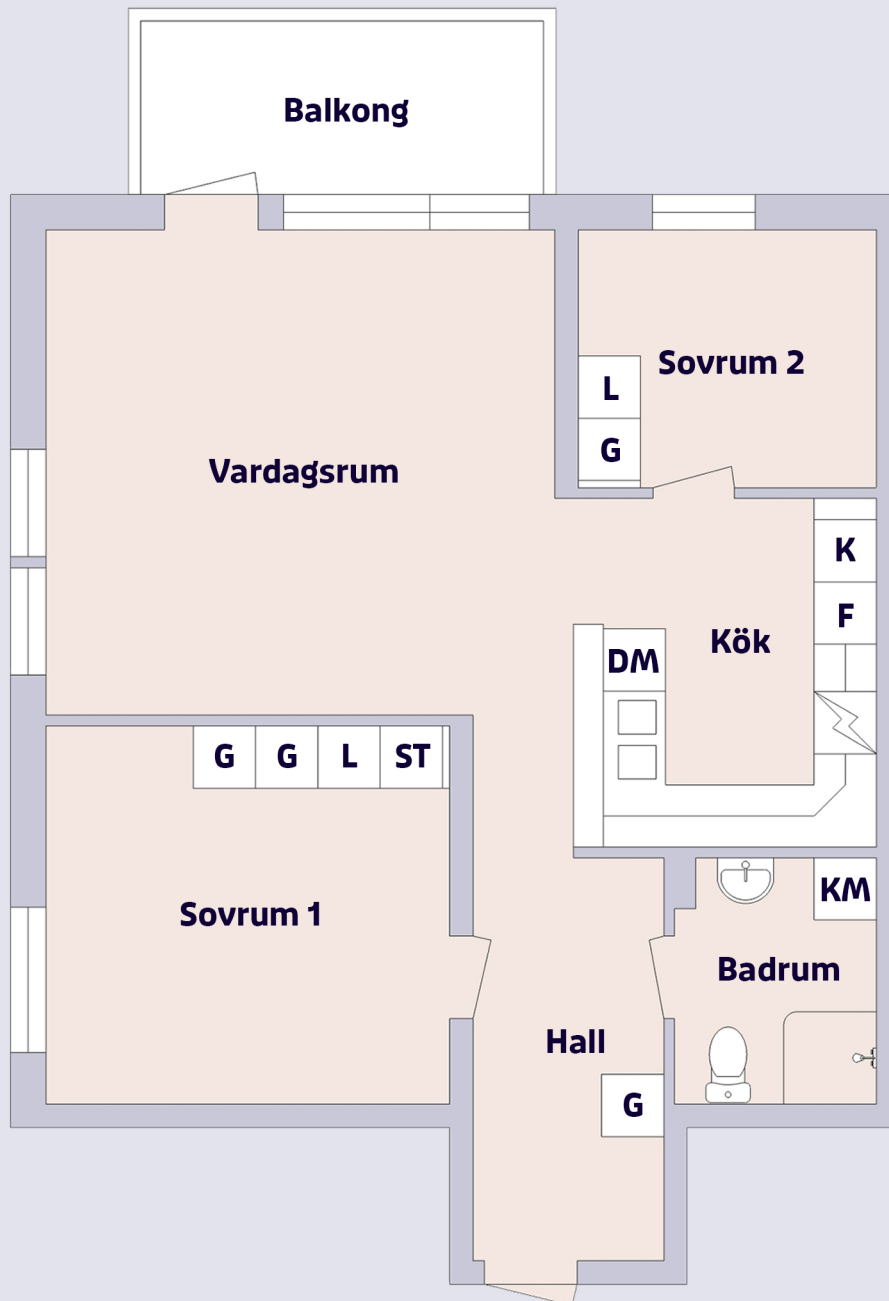 Balkong
Sovrum 2
L
G
Vardagsrum
K
F
Kök
DM
G G L ST
Sovrum 1
KM
Badrum
Hall
G